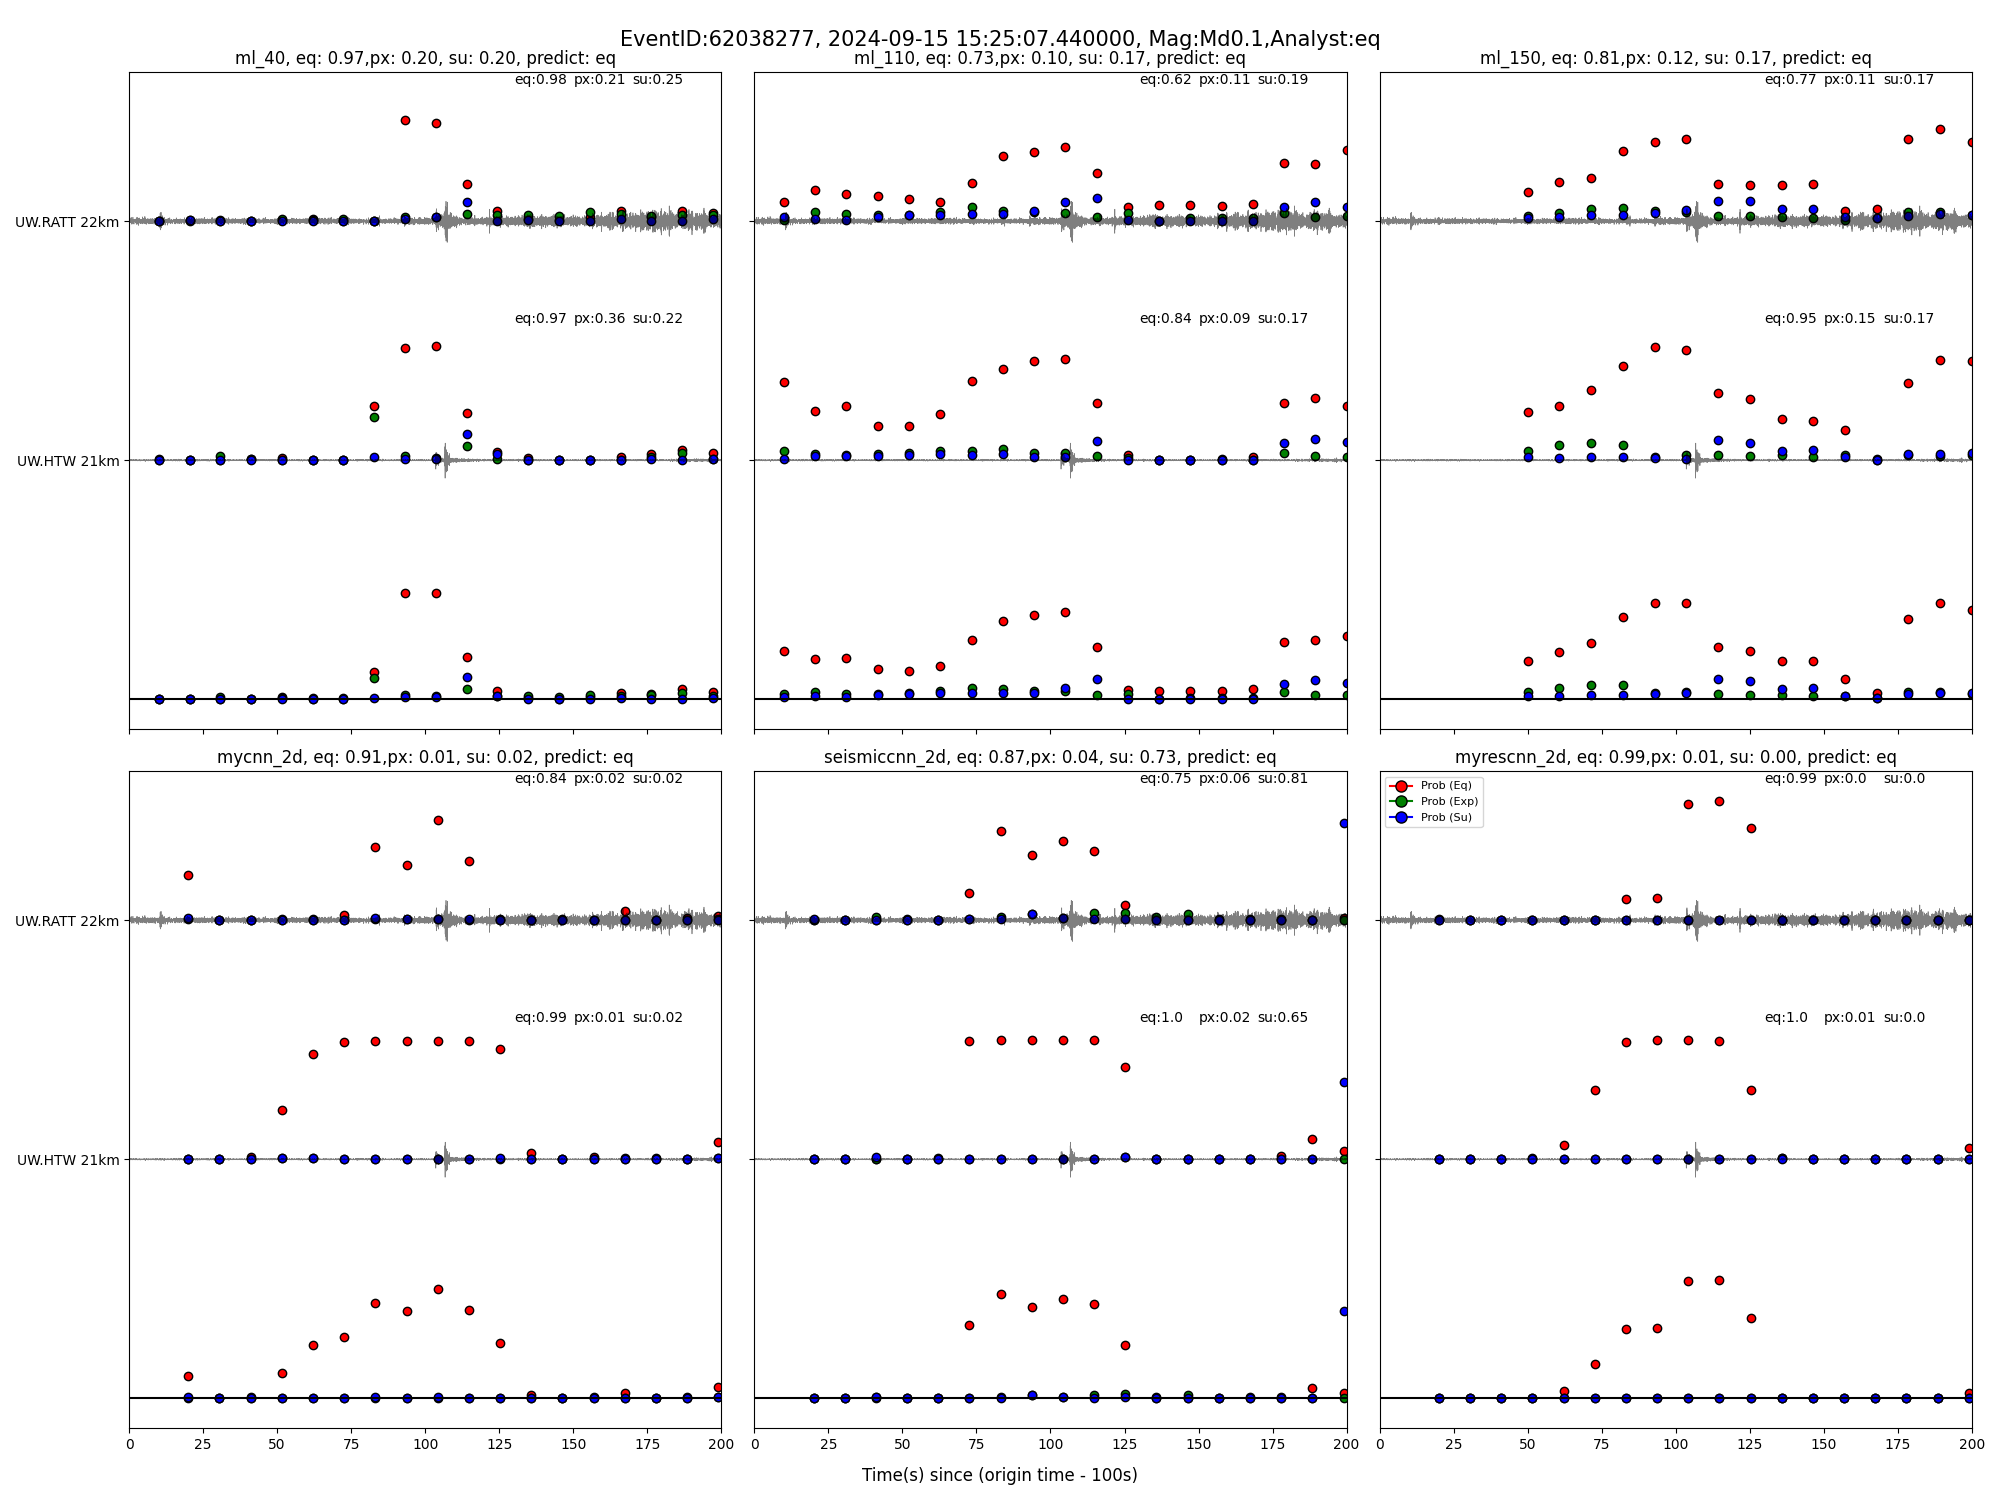 EventID:62038277, 2024-09-15 15:25:07.440000, Mag:Md0.1,Analyst:eq
ml_40, eq: 0.97,px: 0.20, su: 0.20, predict: eq
eq:0.98 px:0.21 su:0.25
UW.RATT 22km
eq:0.97 px:0.36 su:0.22
UW.HTW 21km
ml_110, eq: 0.73,px: 0.10, su: 0.17, predict: eq
eq:0.62 px:0.11 su:0.19
eq:0.84 px:0.09 su:0.17
ml_150, eq: 0.81,px: 0.12, su: 0.17, predict: eq
eq:0.77 px:0.11 su:0.17
eq:0.95 px:0.15 su:0.17
mycnn_2d, eq: 0.91,px: 0.01, su: 0.02, predict: eq
eq:0.84 px:0.02 su:0.02
UW.RATT 22km
eq:0.99 px:0.01 su:0.02
UW.HTW 21km
0 25 50 75 100 125 150 175 200
seismiccnn_2d, eq: 0.87,px: 0.04, su: 0.73, predict: eq
eq:0.75 px:0.06 su:0.81
eq:1.0 px:0.02 su:0.65
0 25 50 75 100 125 150 175 200
myrescnn_2d, eq: 0.99,px: 0.01, su: 0.00, predict: eq
eq:0.99 px:0.0 su:0.0
Prob (Eq)
Prob (Exp)
Prob (Su)
eq:1.0 px:0.01 su:0.0
0 25 50 75 100 125 150 175 200
Time(s) since (origin time - 100s)